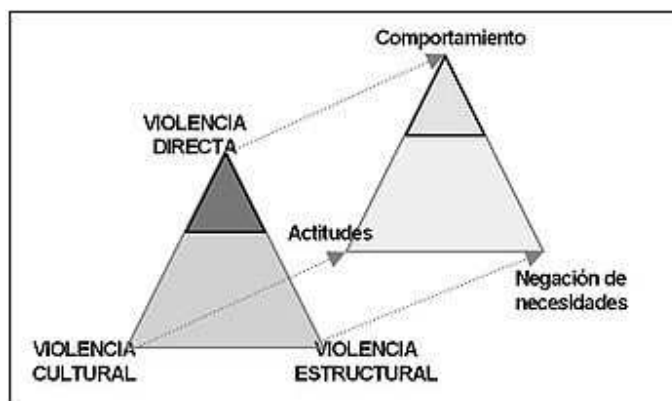 Comportamiento
VIOLENCIA
DIRECTA
Actitudes
Negación de
necesidades
VIOLENCIA
CULTURAL
VIOLENCIA
ESTRUCTURAL